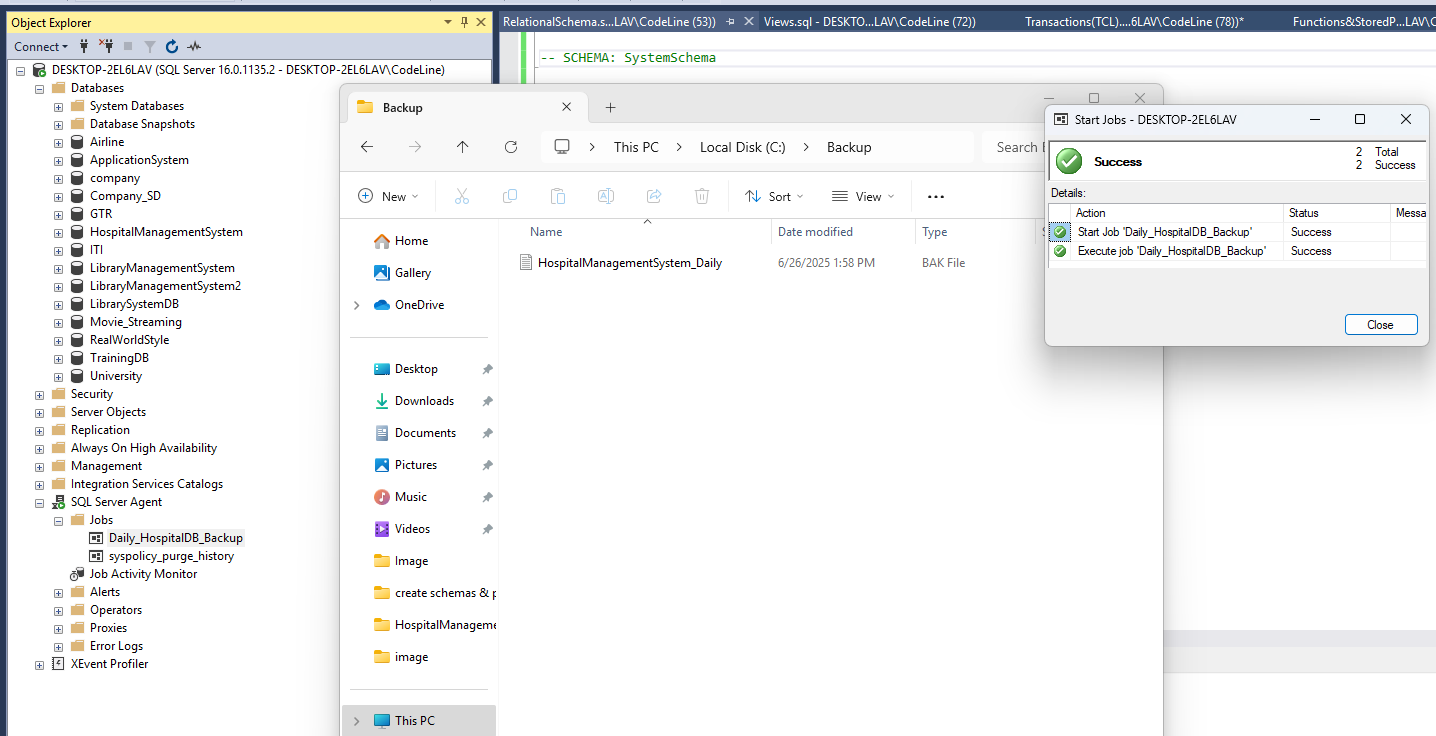 Object Explorer
Connect
DESKTOP-2EL6LAV (SQL Server 16.0.1135.2 - DESKTOP-2EL6LAV\CodeLine)
Databases
System Databases
Database Snapshots
Airline
ApplicationSystem
company
Company_SD
GTR
HospitalManagementSystem
ITI
LibraryManagementSystem
LibraryManagementSystem2
LibrarySystemDB
Movie_Streaming
RealWorldStyle
TrainingDB
University
Security
Server Objects
Replication
Always On High Availability
Management
Integration Services Catalogs
SQL Server Agent
Jobs
Daily_HospitalDB_Backup
syspolicy_purge_history
Job Activity Monitor
Alerts
Operators
Proxies
Error Logs
XEvent Profiler
RelationalSchema.s...LAV\CodeLine (53)) Views.sql - DESKTO...LAV\CodeLine (72)) Transactions(TCL)....6LAV\CodeLine (78))* Functions&StoredP...LAV\C
-- SCHEMA: SystemSchema
Backup
This PC > Local Disk (C:) > Backup
Search
New Sort View
Name Date modified Type
HospitalManagementSystem_Daily 6/26/2025 1:58 PM BAK File
Home
Gallery
OneDrive
Desktop
Downloads
Documents
Pictures
Music
Videos
Image
create schemas & p
HospitalManageme
image
This PC
Start Jobs - DESKTOP-2EL6LAV
Success
2 Total
2 Success
Details:
Action Status Messa
Start Job 'Daily_HospitalDB_Backup' Success
Execute job 'Daily_HospitalDB_Backup' Success
Close